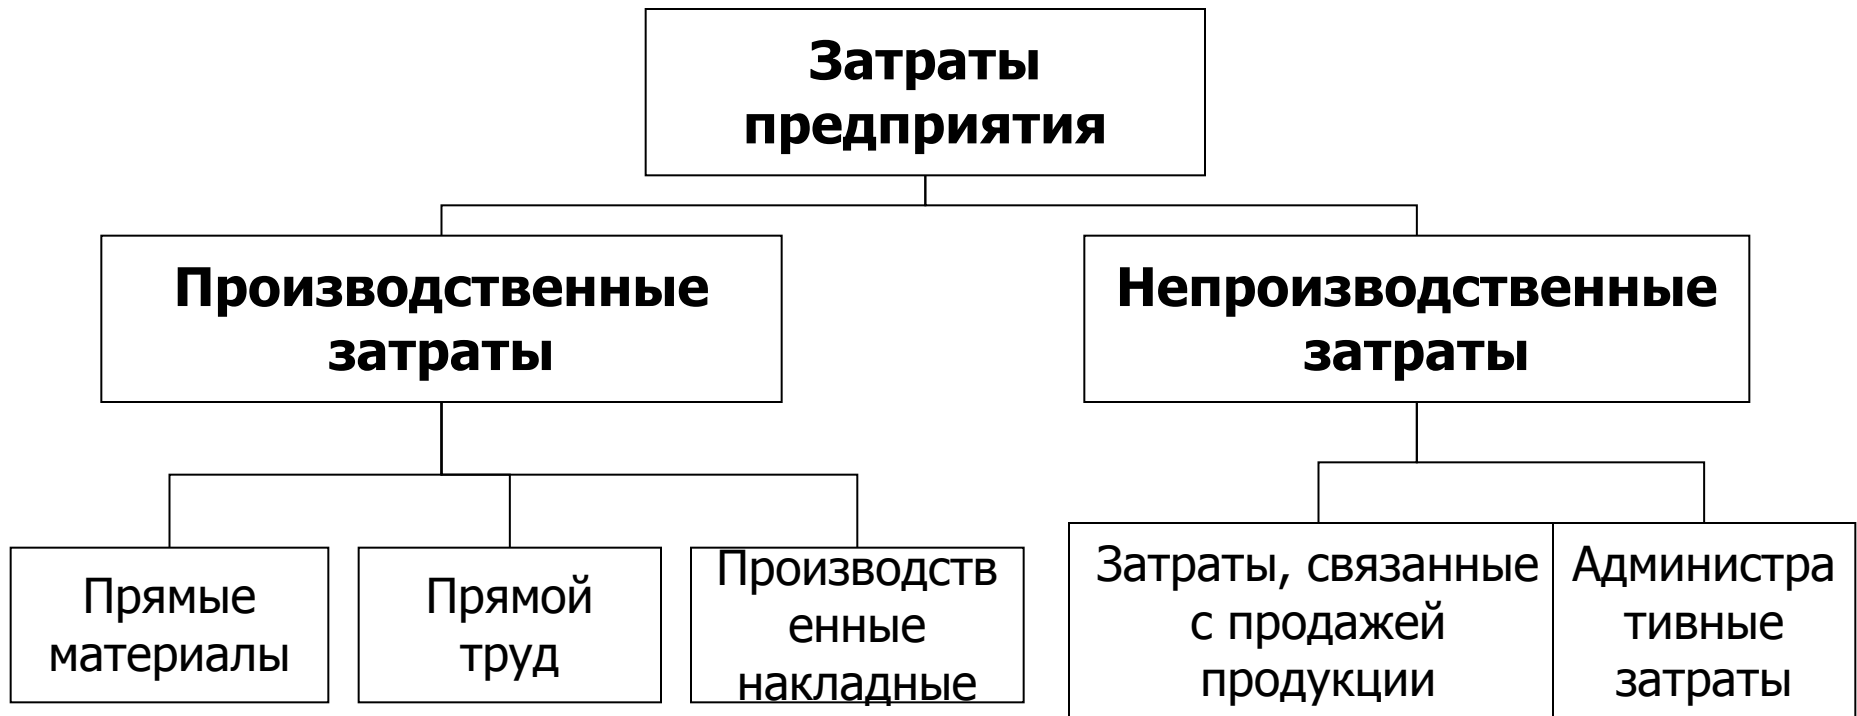 Затраты
предприятия
Производственные
затраты
Непроизводственные
затраты
Прямые
материалы
Прямой
труд
Производств
енные
накладные
Затраты, связанные
с продажей
продукции
Администра
тивные
затраты